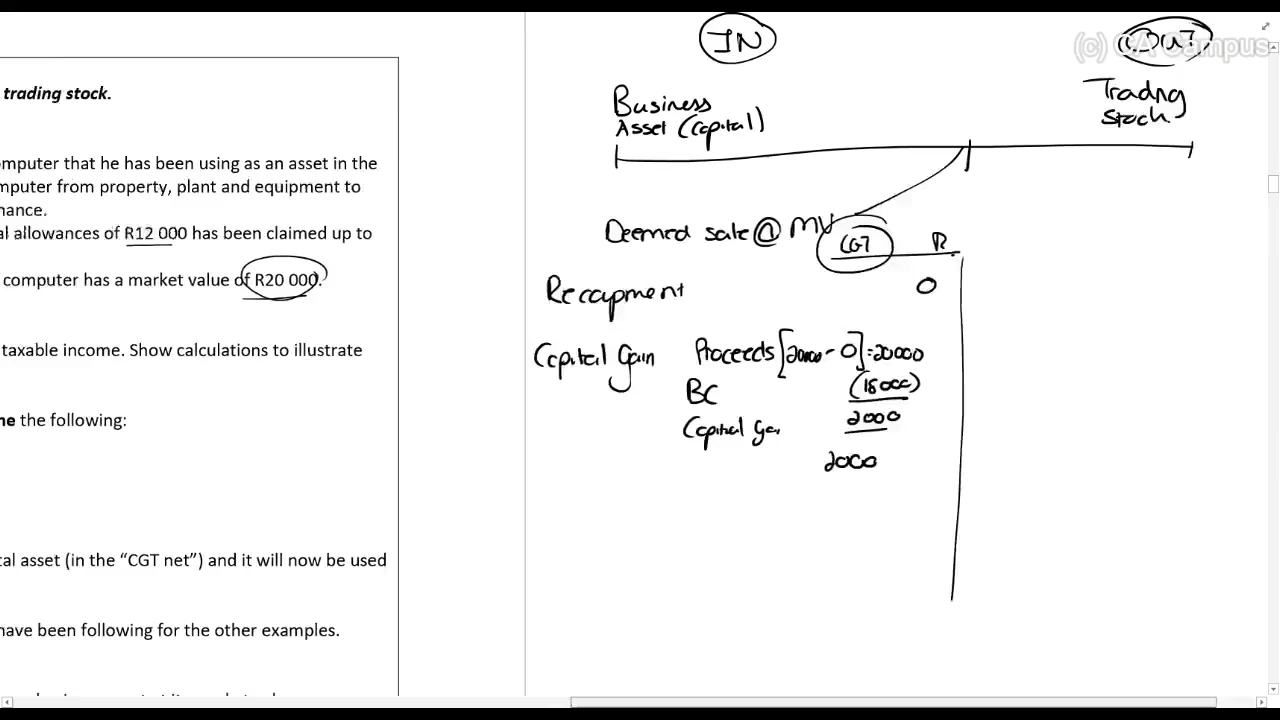 trading stock.
omputer that he has been using as an asset in the
mputer from property, plant and equipment to
nance.
al allowances of R12 000 has been claimed up to
computer has a market value of R20 000.
taxable income. Show calculations to illustrate
ne the following:
tal asset (in the “CGT net”) and it will now be used
have been following for the other examples.
(c) CA Campus
IN
OUT
Business
Asset (Capital)
Trading
Stock
Deemed sale @ MV
CGT R
Recoupment 0
Capital Gain Proceeds [20000 - 0] = 20000
BC (18000)
Capital Gai 2000
2000